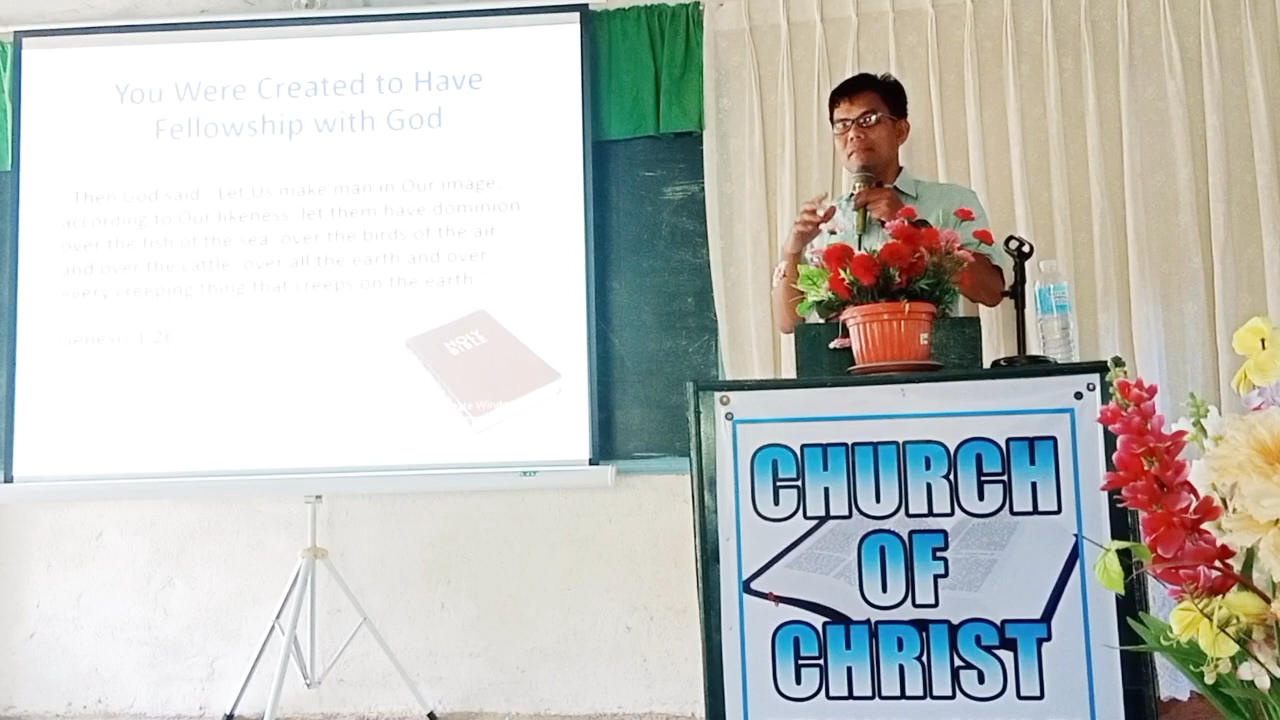 You Were Created to Have
Fellowship with God
Then God said Let Us make man in Our image,
according to Our likeness let them have dominion
over the fish of the sea over the birds of the air
and over the cattle over all the earth and over
every creeping thing that creeps on the earth
Genesis 1:26
HOLY
BIBLE
CHURCH
OF
CHRIST